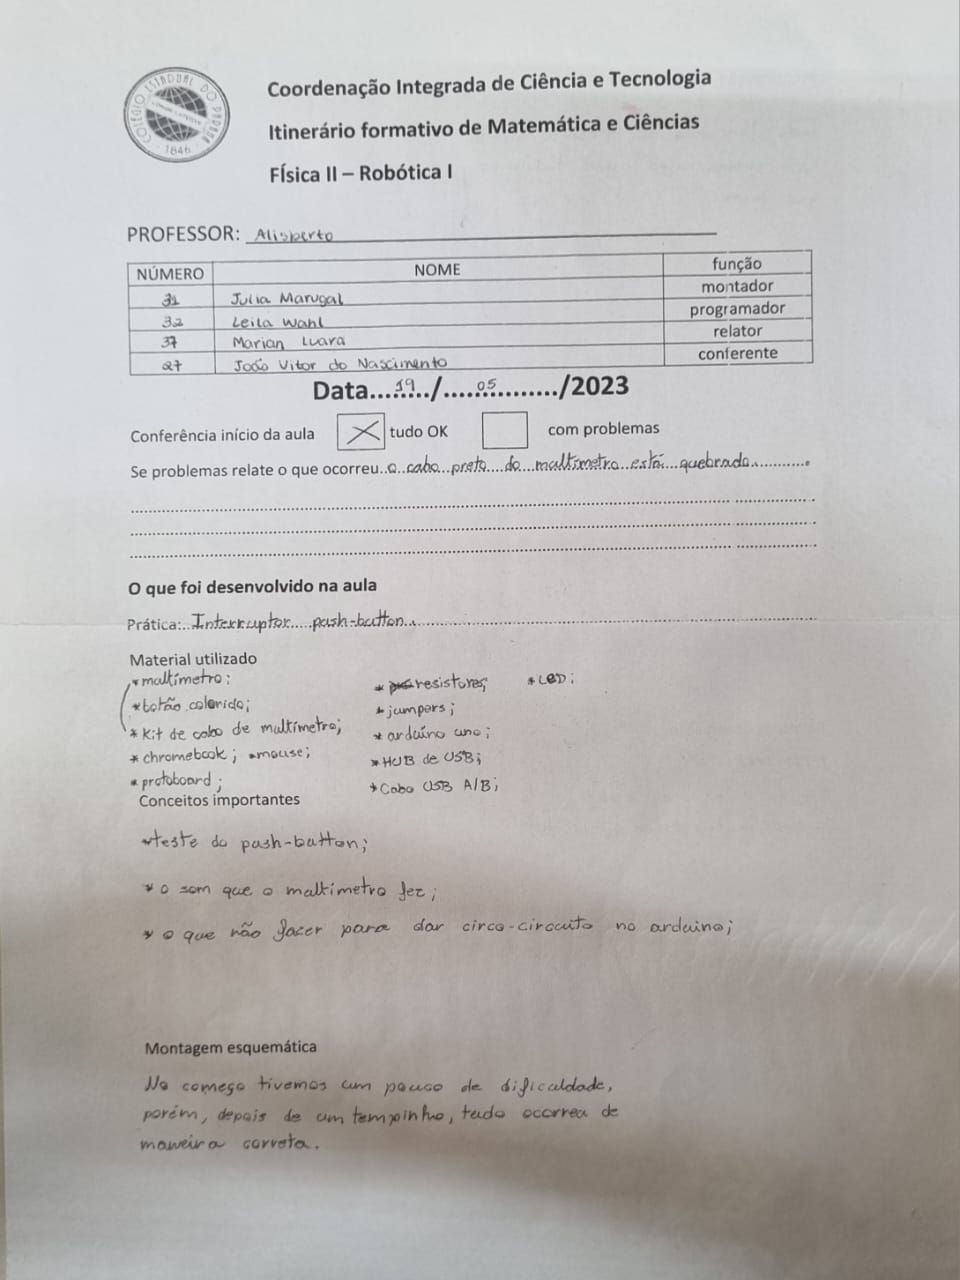 COLÉGIO ESTADUAL DO PARANÁ
1846
Coordenação Integrada de Ciência e Tecnologia
Itinerário formativo de Matemática e Ciências
FÍsica II – Robótica I
PROFESSOR: Alisberto
NÚMERO NOME função
31 Julia Marugal montador
32 Leila Wahl programador
37 Marian Luara relator
27 João Vitor do Nascimento conferente
Data....19../......05........../2023
Conferência início da aula X tudo OK com problemas
Se problemas relate o que ocorreu..o..cabo..preto....do....multímetro...está....quebrado............
O que foi desenvolvido na aula
Prática:...Interruptor.....push-button...
Material utilizado
* multímetro; * resistores; * LED;
* botão colorido; * jumpers;
* Kit de cabo de multímetro; * arduino uno;
* chromebook; * mouse; * HUB de USB;
* protoboard; * Cabo USB A/B;
Conceitos importantes
* teste do push-button;
* o som que o multímetro fez;
* o que não fazer para dar circo-circuito no arduino;
Montagem esquemática
No começo tivemos um pouco de dificuldade,
porém, depois de um tempinho, tudo ocorreu de
maneira correta.